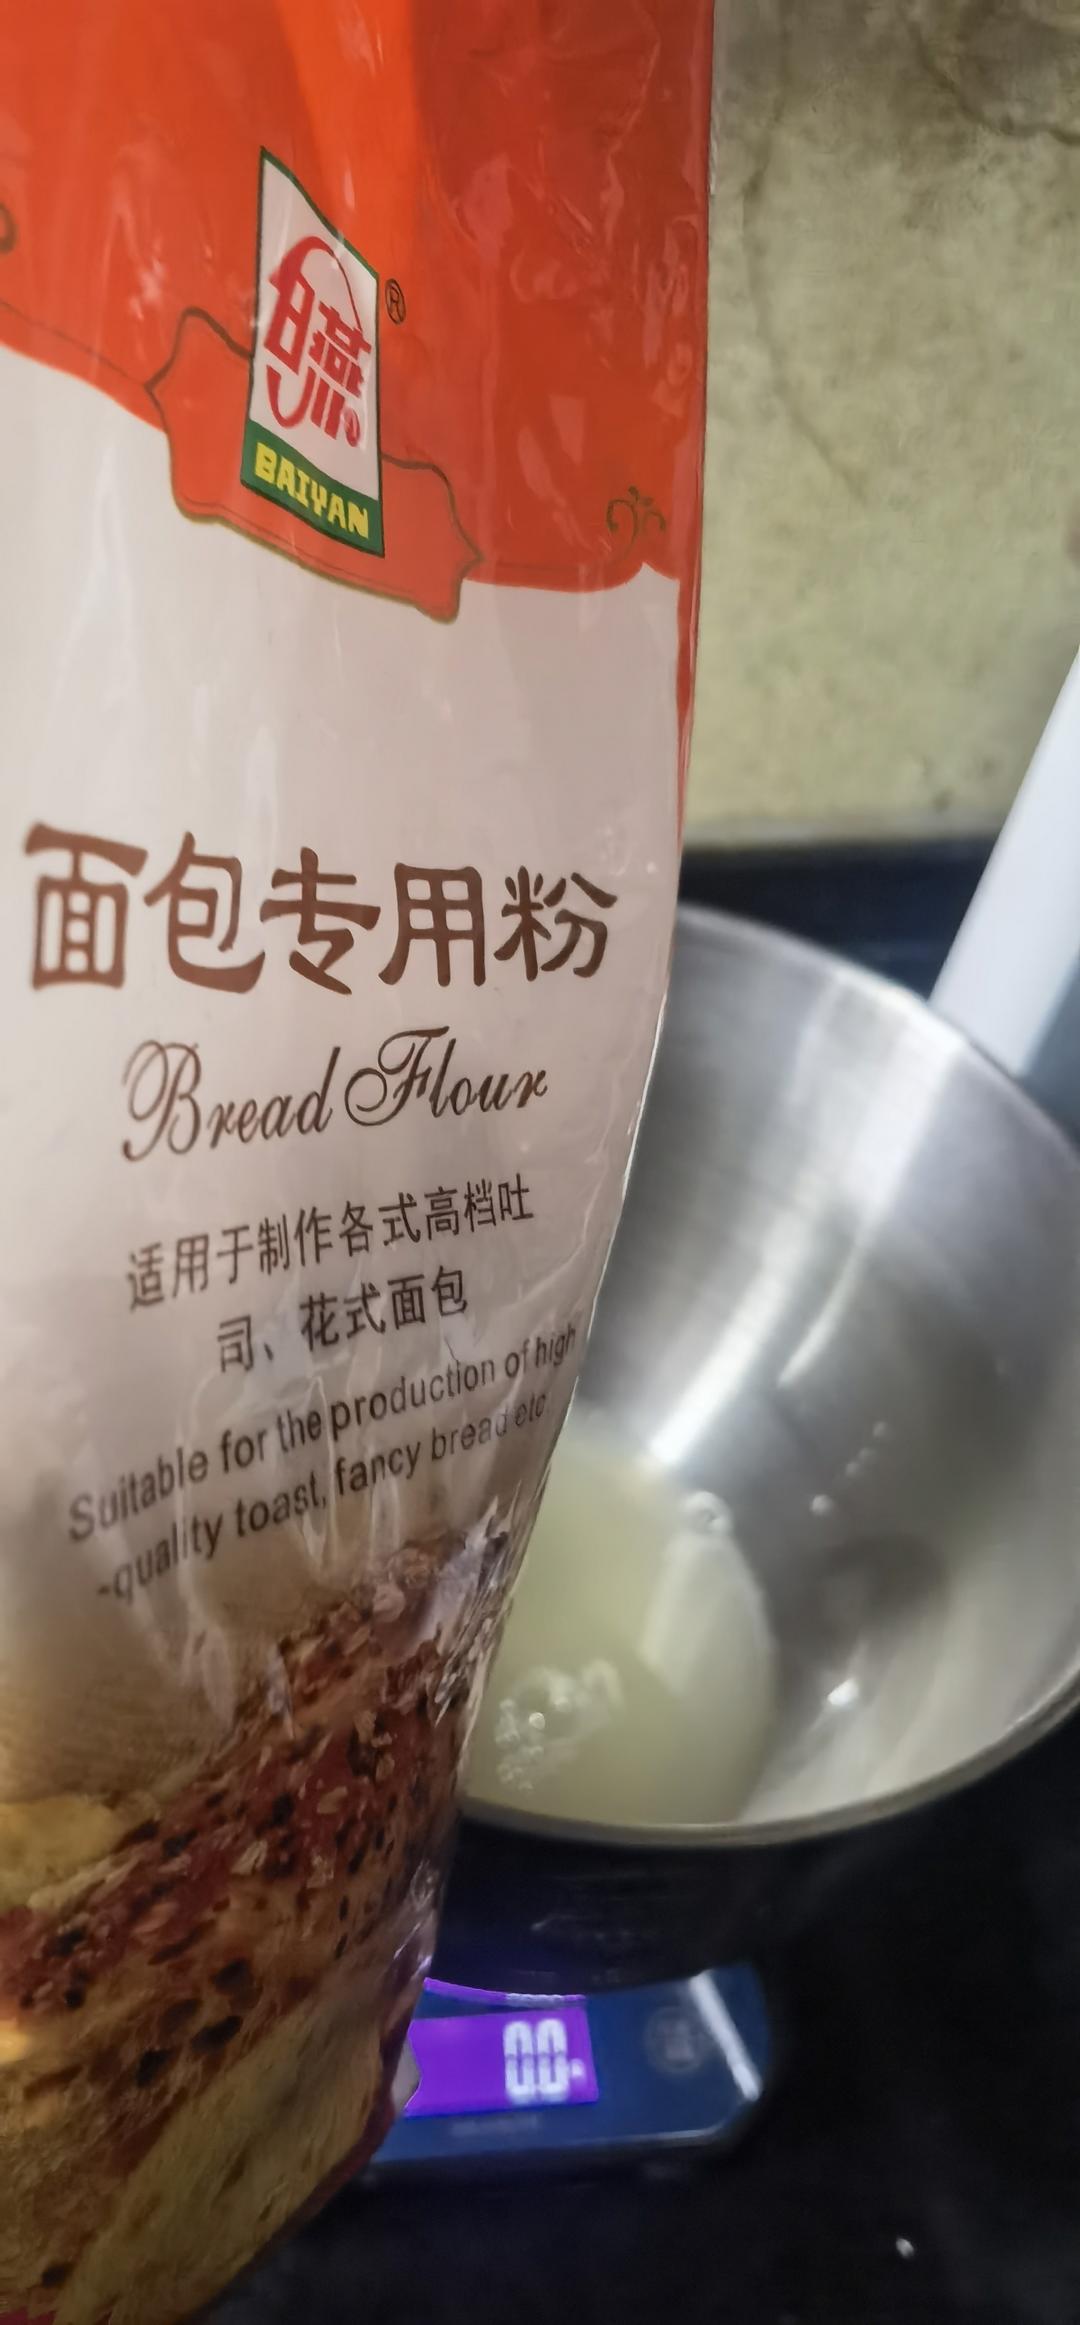 ®
白燕
BAIYAN
面包专用粉
Bread Flour
适用于制作各式高档吐
司、花式面包
Suitable for the production of high
-quality toast, fancy bread etc.
0.0